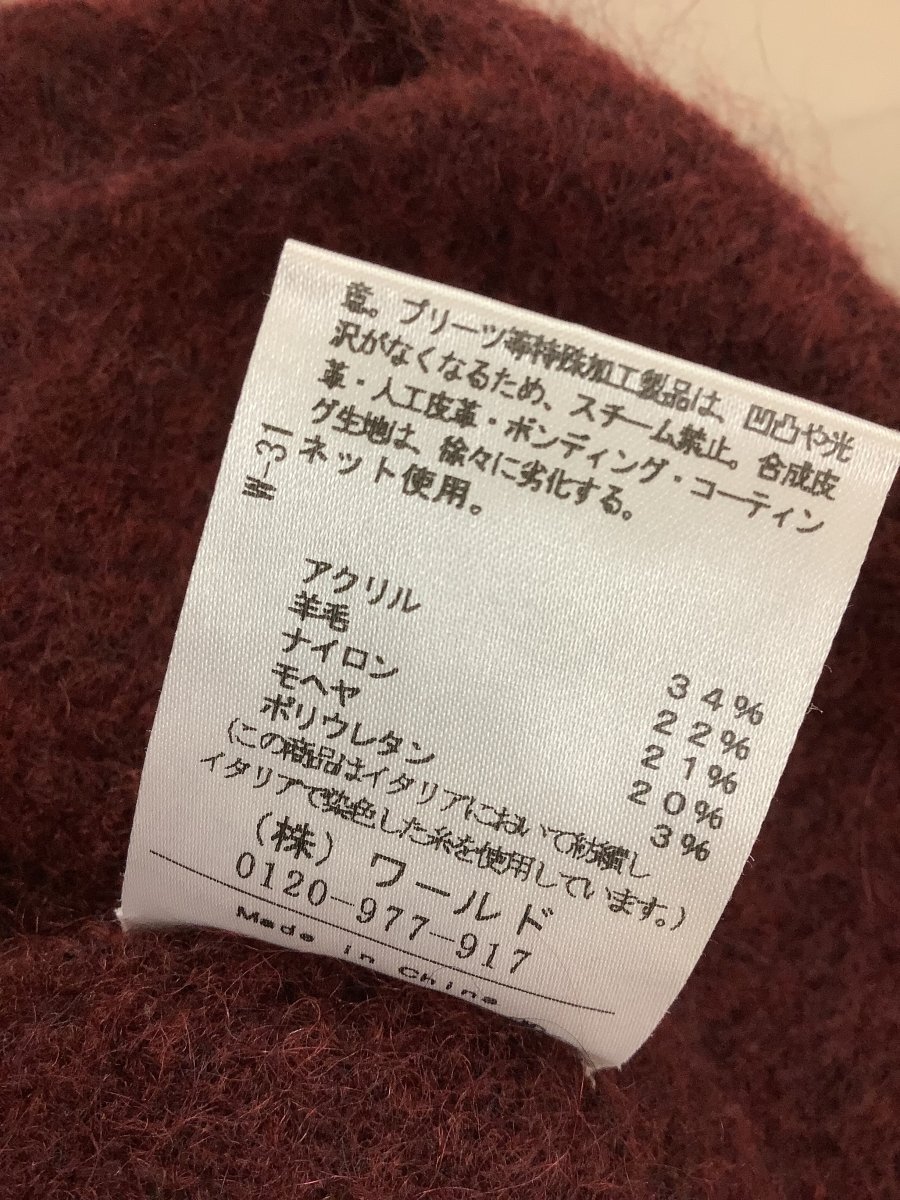 意。プリーツ等特殊加工製品は、凹凸や光
沢がなくなるため、スチーム禁止。合成皮
革・人工皮革・ボンディング・コーティン
グ生地は、徐々に劣化する。
ネット使用。
W-31
アクリル 34%
羊毛 22%
ナイロン 21%
モヘヤ 20%
ポリウレタン 3%
(この商品はイタリアにおいて紡績し
イタリアで染色した糸を使用しています。)
(株) ワールド
0120-977-917
Made in China